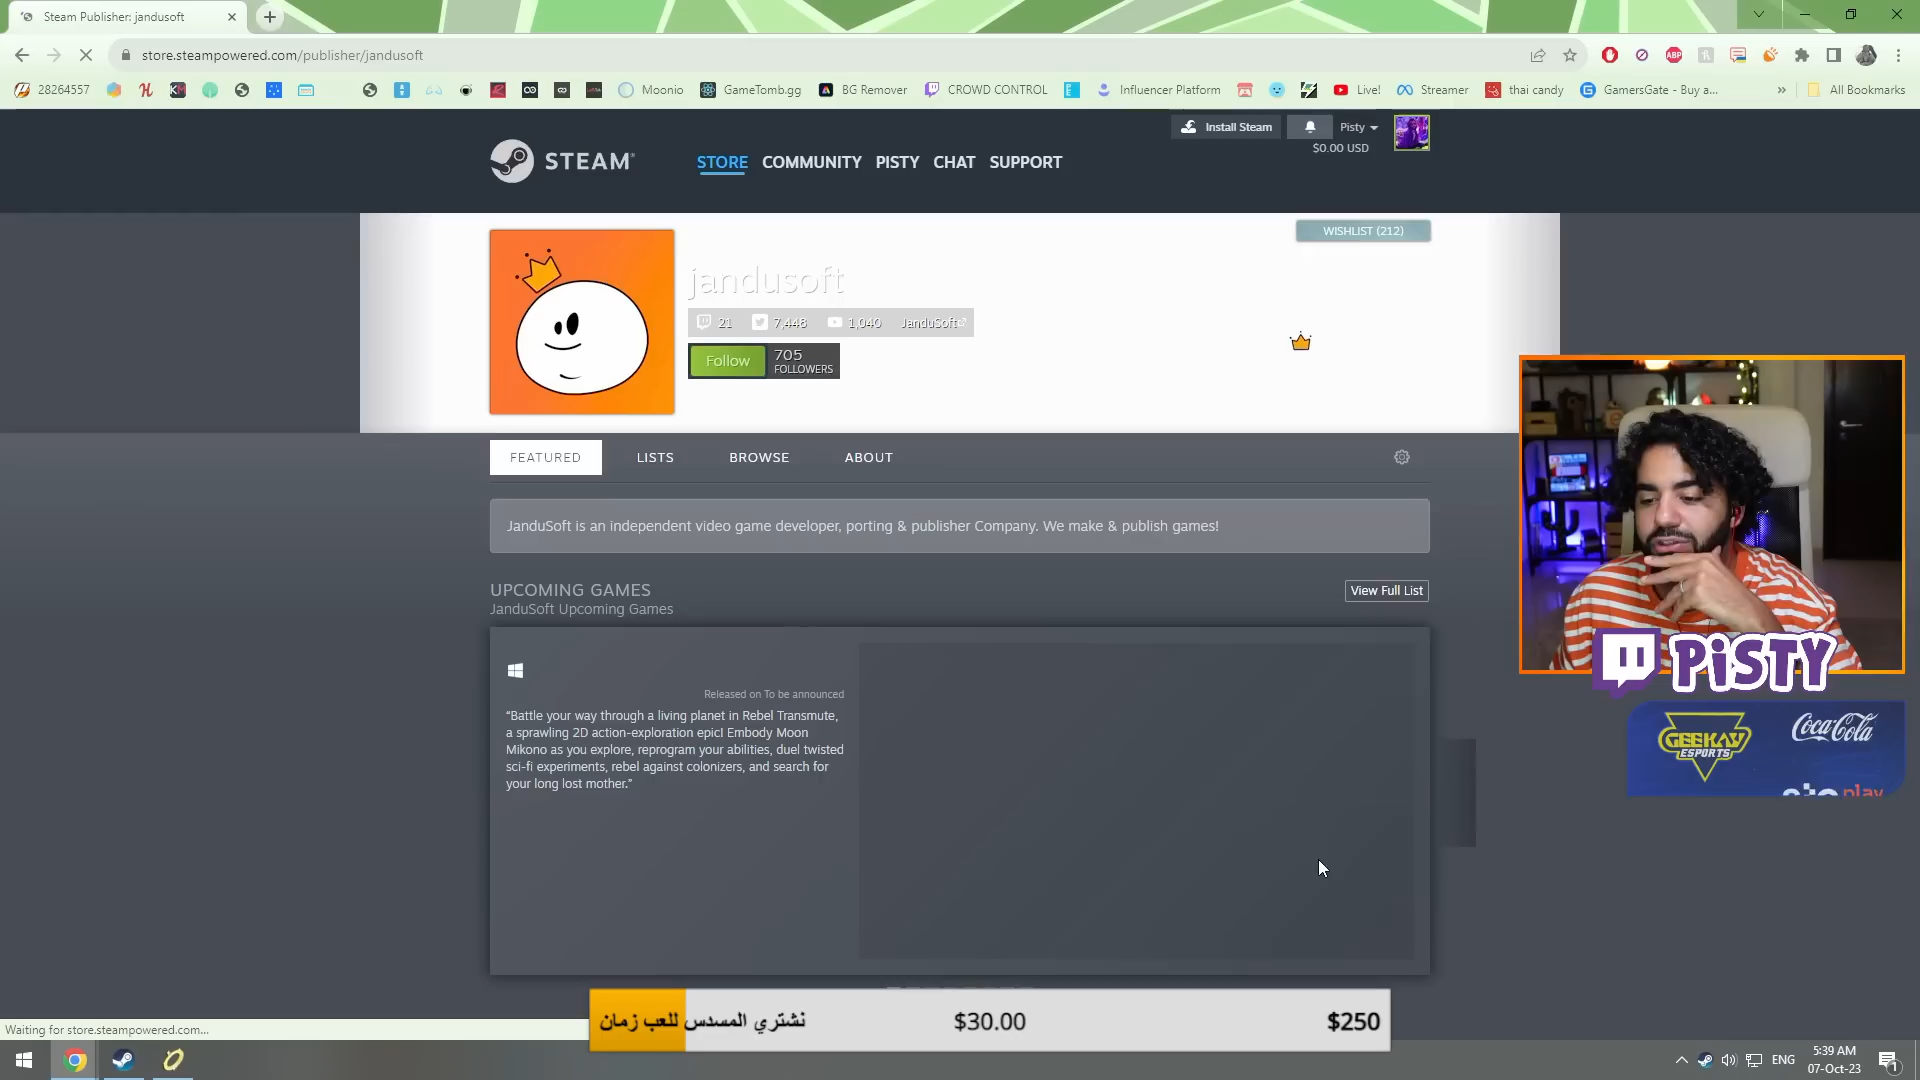 Steam Publisher: jandusoft
store.steampowered.com/publisher/jandusoft
ABP
28264557
Moonio
GameTomb.gg
BG Remover
CROWD CONTROL
Influencer Platform
Live!
Streamer
thai candy
GamersGate - Buy a...
All Bookmarks
Install Steam
Pisty
$0.00 USD
STEAM
STORE
COMMUNITY
PISTY
CHAT
SUPPORT
WISHLIST (212)
jandusoft
21
7,448
1,040
JanduSoft
Follow
705
FOLLOWERS
FEATURED
LISTS
BROWSE
ABOUT
JanduSoft is an independent video game developer, porting & publisher Company. We make & publish games!
UPCOMING GAMES
JanduSoft Upcoming Games
View Full List
Released on To be announced
“Battle your way through a living planet in Rebel Transmute,
a sprawling 2D action-exploration epic! Embody Moon
Mikono as you explore, reprogram your abilities, duel twisted
sci-fi experiments, rebel against colonizers, and search for
your long lost mother.”
PiSTY
GEEKAY
ESPORTS
Coca-Cola
play
نشتري المسدس للعب زمان
$30.00
$250
Waiting for store.steampowered.com...
ENG
5:39 AM
07-Oct-23
1